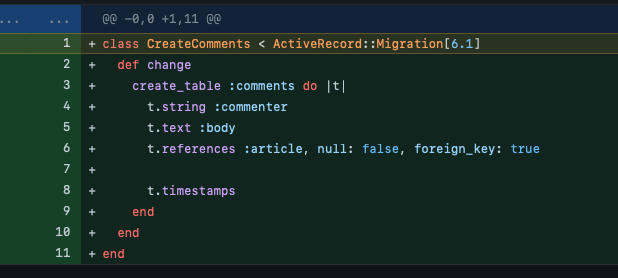 ... ... @@ -0,0 +1,11 @@
1 + class CreateComments < ActiveRecord::Migration[6.1]
2 + def change
3 + create_table :comments do |t|
4 + t.string :commenter
5 + t.text :body
6 + t.references :article, null: false, foreign_key: true
7 +
8 + t.timestamps
9 + end
10 + end
11 + end